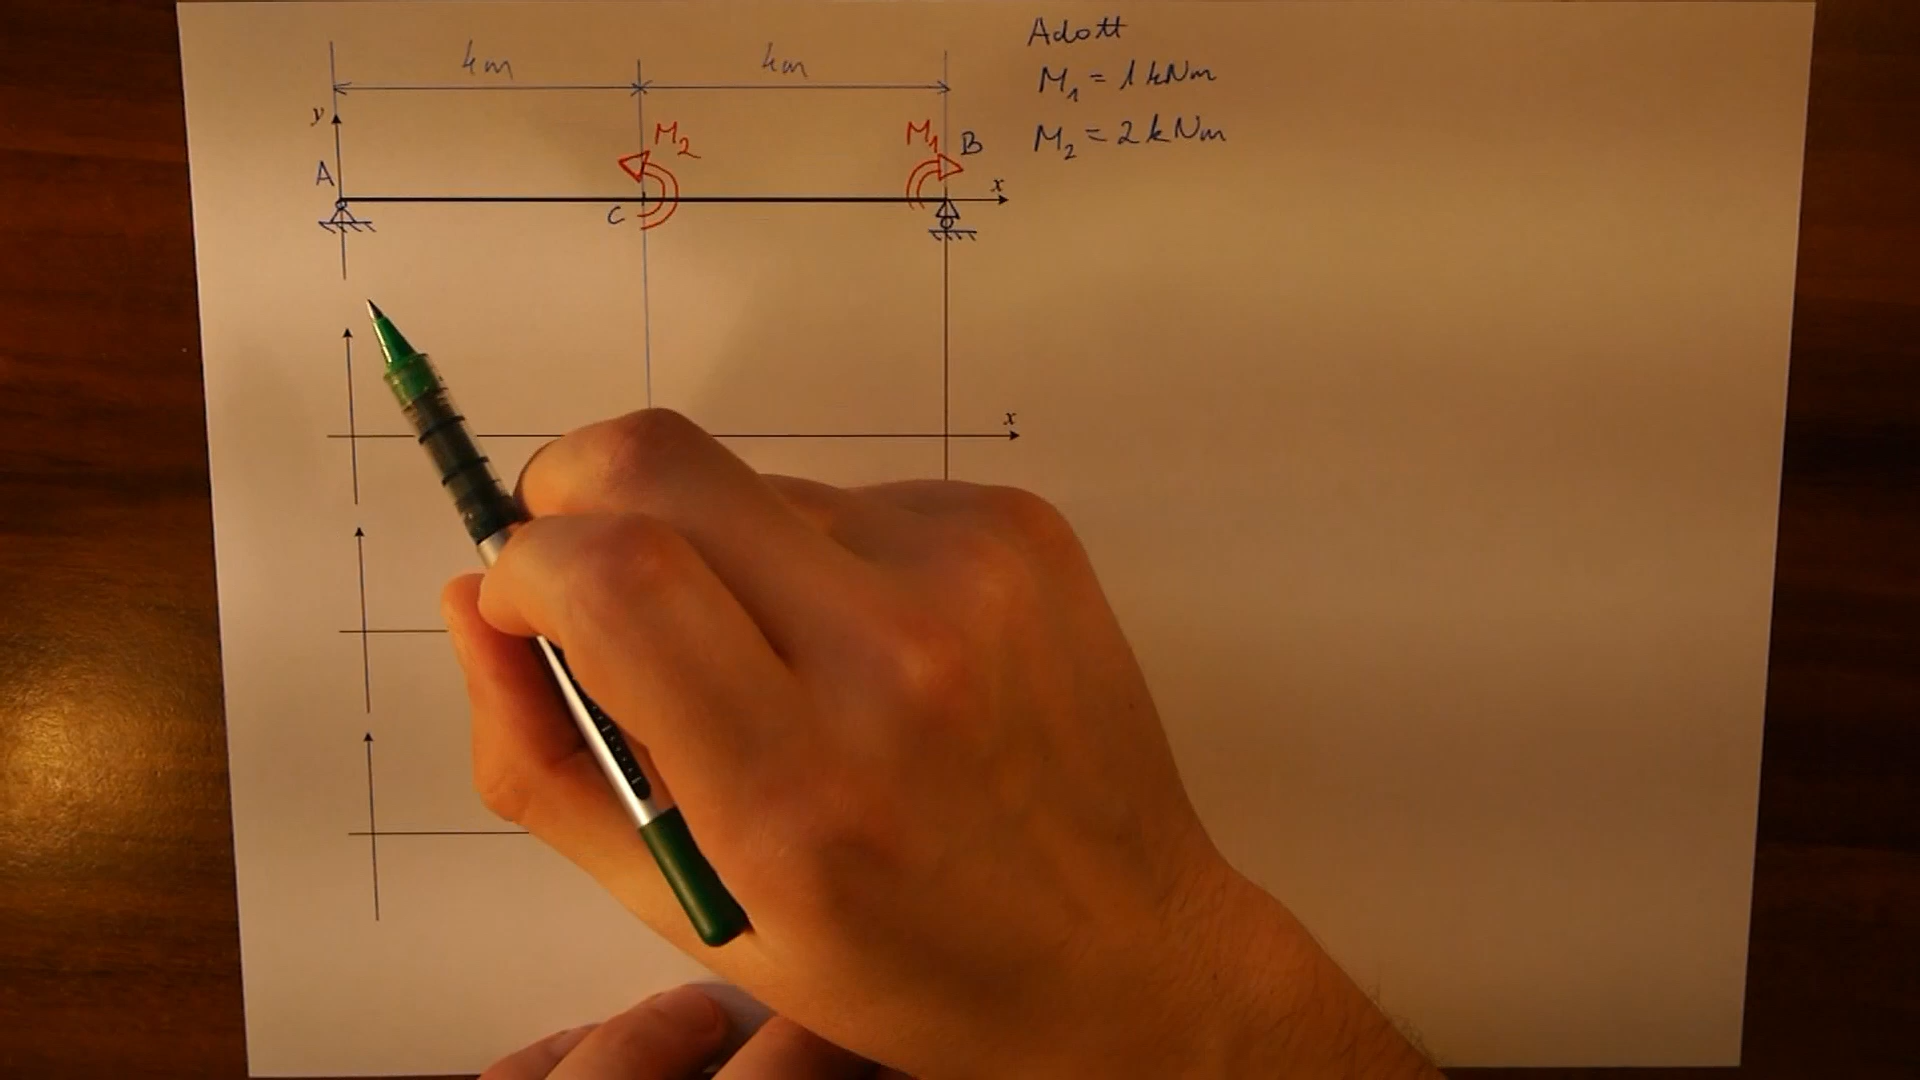 Adott
4m 4m
M₁ = 1 kNm
y
M₂ M₁ B
M₂ = 2 kNm
A
x
C
x